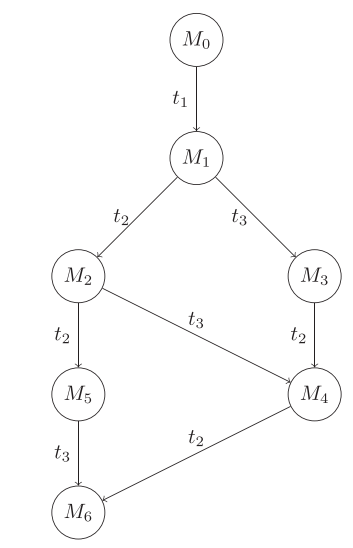 M₀
t₁
M₁
t₂ t₃
M₂ M₃
t₃
t₂ t₂
M₅ M₄
t₂
t₃
M₆